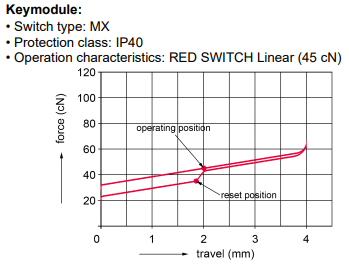 Keymodule:
• Switch type: MX
• Protection class: IP40
• Operation characteristics: RED SWITCH Linear (45 cN)
120
100
80
60
40
20
force (cN)
operating position
reset position
0 1 2 3 4
travel (mm)